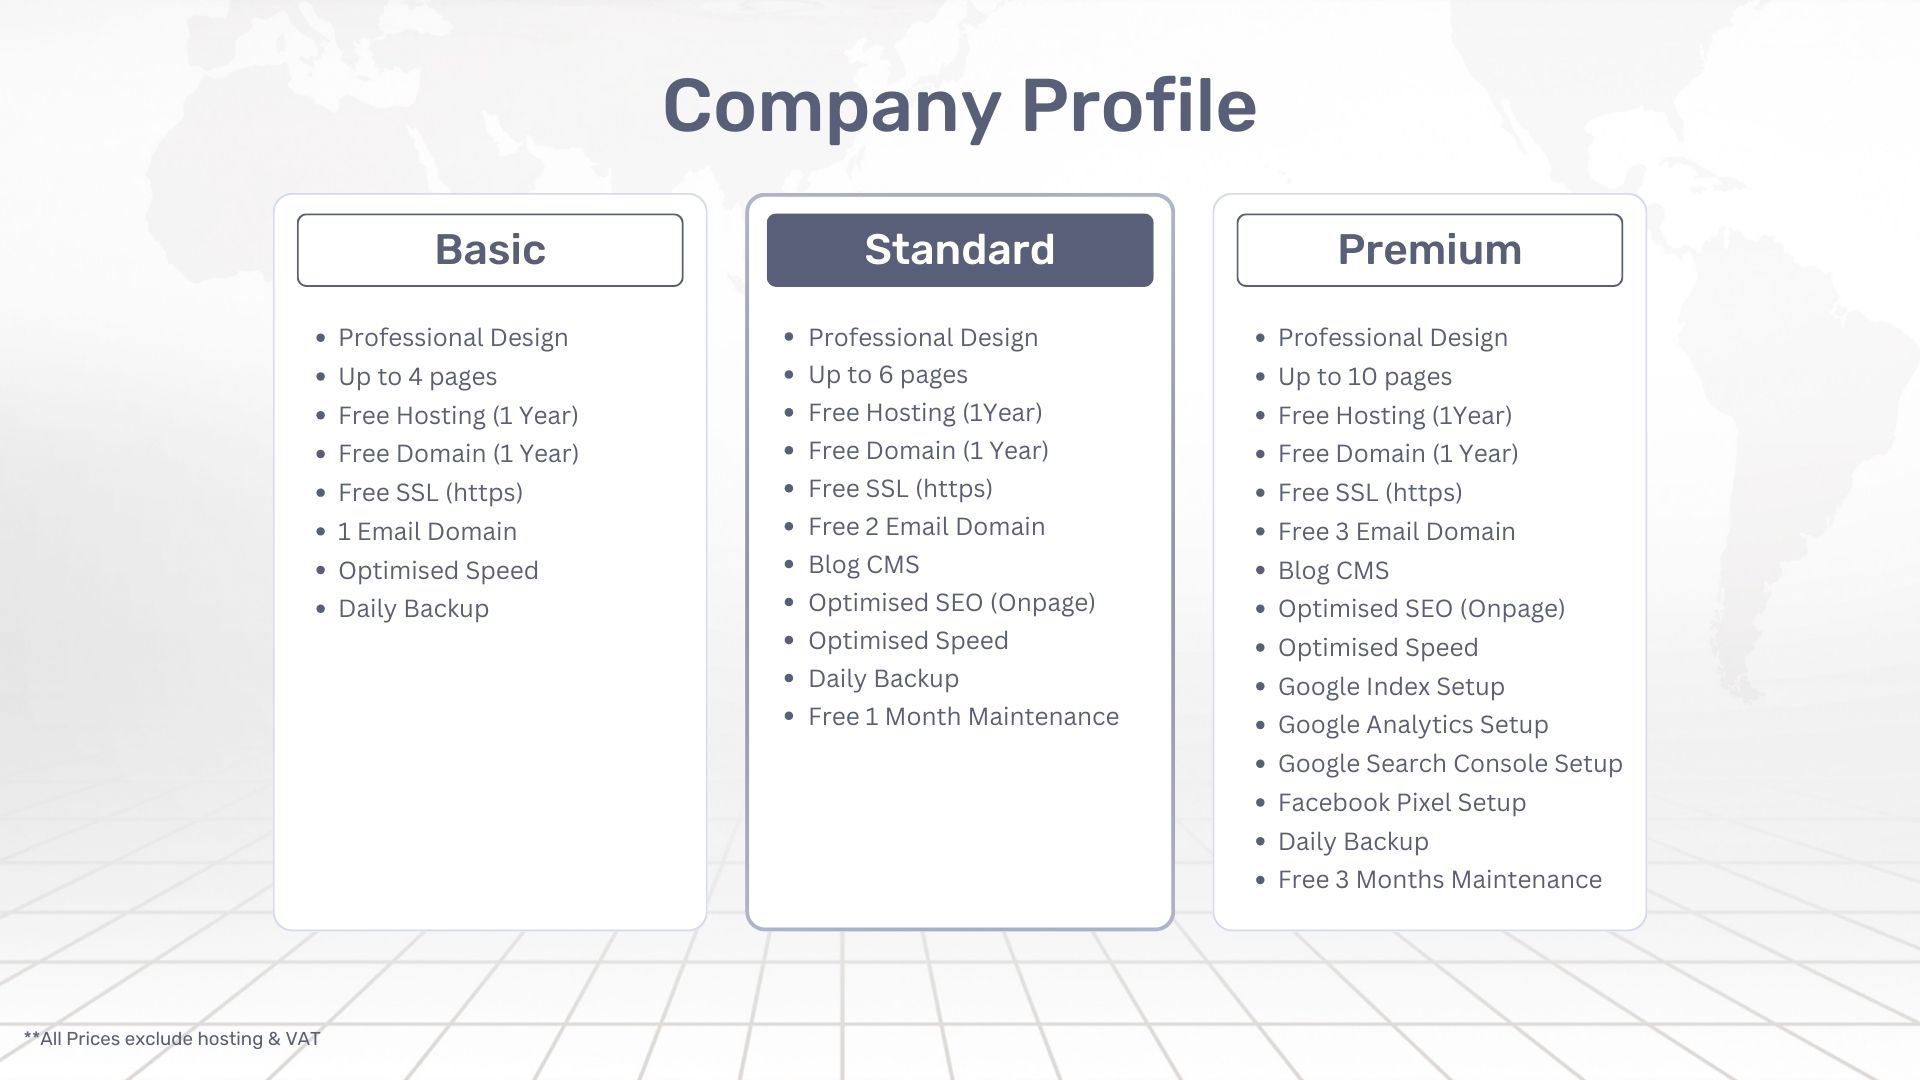 Company Profile
Basic
Professional Design
Up to 4 pages
Free Hosting (1 Year)
Free Domain (1 Year)
Free SSL (https)
1 Email Domain
Optimised Speed
Daily Backup
Standard
Professional Design
Up to 6 pages
Free Hosting (1Year)
Free Domain (1 Year)
Free SSL (https)
Free 2 Email Domain
Blog CMS
Optimised SEO (Onpage)
Optimised Speed
Daily Backup
Free 1 Month Maintenance
Premium
Professional Design
Up to 10 pages
Free Hosting (1Year)
Free Domain (1 Year)
Free SSL (https)
Free 3 Email Domain
Blog CMS
Optimised SEO (Onpage)
Optimised Speed
Google Index Setup
Google Analytics Setup
Google Search Console Setup
Facebook Pixel Setup
Daily Backup
Free 3 Months Maintenance
**All Prices exclude hosting & VAT